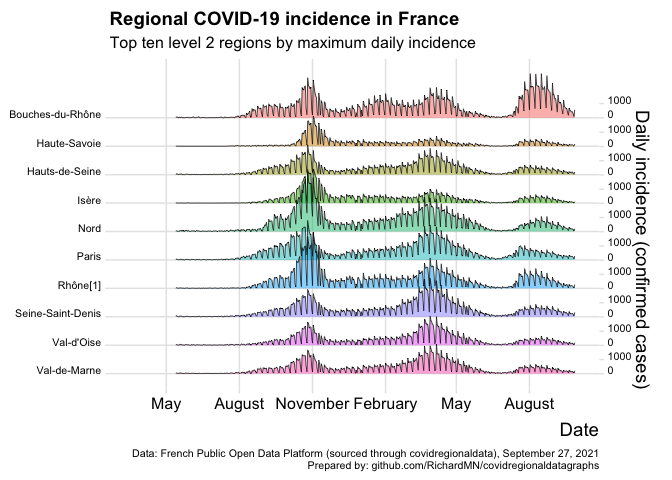 Regional COVID-19 incidence in France
Top ten level 2 regions by maximum daily incidence
Bouches-du-Rhône
1000
0
Haute-Savoie
1000
0
Hauts-de-Seine
1000
0
Isère
1000
0
Nord
1000
0
Paris
1000
0
Rhône[1]
1000
0
Seine-Saint-Denis
1000
0
Val-d'Oise
1000
0
Val-de-Marne
1000
0
Daily incidence (confirmed cases)
May August November February May August
Date
Data: French Public Open Data Platform (sourced through covidregionaldata), September 27, 2021
Prepared by: github.com/RichardMN/covidregionaldatagraphs